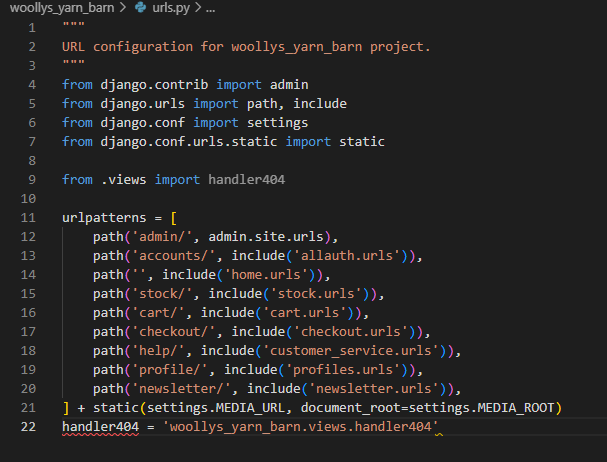 woollys_yarn_barn > urls.py > ...
1 """
2 URL configuration for woollys_yarn_barn project.
3 """
4 from django.contrib import admin
5 from django.urls import path, include
6 from django.conf import settings
7 from django.conf.urls.static import static
8
9 from .views import handler404
10
11 urlpatterns = [
12     path('admin/', admin.site.urls),
13     path('accounts/', include('allauth.urls')),
14     path('', include('home.urls')),
15     path('stock/', include('stock.urls')),
16     path('cart/', include('cart.urls')),
17     path('checkout/', include('checkout.urls')),
18     path('help/', include('customer_service.urls')),
19     path('profile/', include('profiles.urls')),
20     path('newsletter/', include('newsletter.urls')),
21 ] + static(settings.MEDIA_URL, document_root=settings.MEDIA_ROOT)
22 handler404 = 'woollys_yarn_barn.views.handler404'